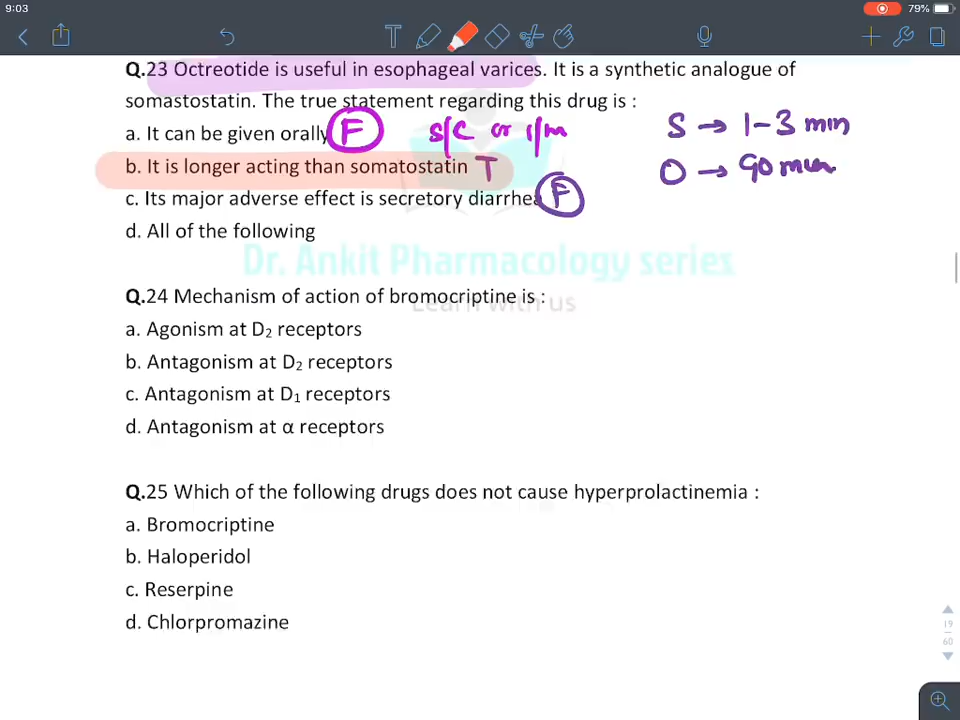 9:03
79%
T
Q.23 Octreotide is useful in esophageal varices. It is a synthetic analogue of
somastostatin. The true statement regarding this drug is :
a. It can be given orally F s/c or i/m S → 1-3 min
b. It is longer acting than somatostatin T O → 90 min
c. Its major adverse effect is secretory diarrhea F
d. All of the following
Dr. Ankit Pharmacology series
Learn with us
Q.24 Mechanism of action of bromocriptine is :
a. Agonism at D₂ receptors
b. Antagonism at D₂ receptors
c. Antagonism at D₁ receptors
d. Antagonism at α receptors
Q.25 Which of the following drugs does not cause hyperprolactinemia :
a. Bromocriptine
b. Haloperidol
c. Reserpine
d. Chlorpromazine
19
60